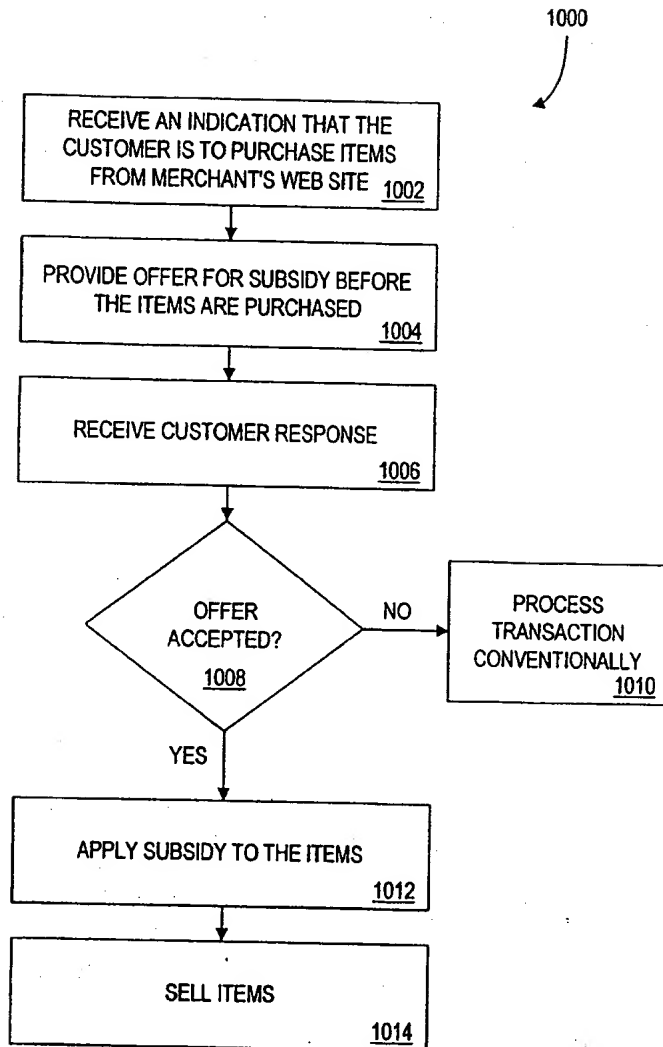 1000
RECEIVE AN INDICATION THAT THE
CUSTOMER IS TO PURCHASE ITEMS
FROM MERCHANT'S WEB SITE
1002
PROVIDE OFFER FOR SUBSIDY BEFORE
THE ITEMS ARE PURCHASED
1004
RECEIVE CUSTOMER RESPONSE
1006
OFFER
ACCEPTED?
1008
NO
PROCESS
TRANSACTION
CONVENTIONALLY
1010
YES
APPLY SUBSIDY TO THE ITEMS
1012
SELL ITEMS
1014